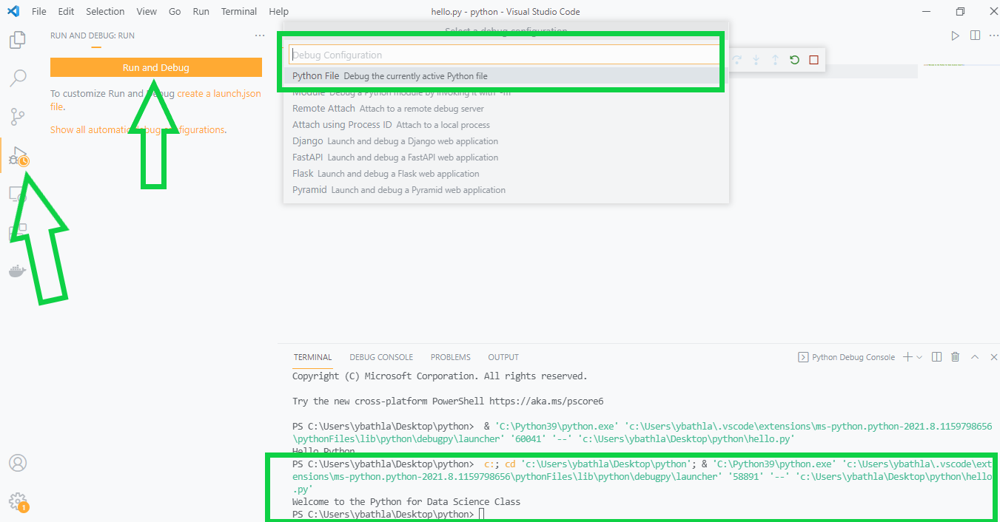 File Edit Selection View Go Run Terminal Help
hello.py - python - Visual Studio Code
RUN AND DEBUG: RUN
Run and Debug
To customize Run and Debug create a launch.json
file.
Show all automatic debug configurations.
Select a debug configuration
Debug Configuration
Python File Debug the currently active Python file
Module Debug a Python module by invoking it with '-m'
Remote Attach Attach to a remote debug server
Attach using Process ID Attach to a local process
Django Launch and debug a Django web application
FastAPI Launch and debug a FastAPI web application
Flask Launch and debug a Flask web application
Pyramid Launch and debug a Pyramid web application
TERMINAL DEBUG CONSOLE PROBLEMS OUTPUT
Python Debug Console
Copyright (C) Microsoft Corporation. All rights reserved.
Try the new cross-platform PowerShell https://aka.ms/pscore6
PS C:\Users\ybathla\Desktop\python>  & 'C:\Python39\python.exe' 'c:\Users\ybathla\.vscode\extensions\ms-python.python-2021.8.1159798656
\pythonFiles\lib\python\debugpy\launcher' '60041' '--' 'c:\Users\ybathla\Desktop\python\hello.py'
Hello Python
PS C:\Users\ybathla\Desktop\python>  c:; cd 'c:\Users\ybathla\Desktop\python'; & 'C:\Python39\python.exe' 'c:\Users\ybathla\.vscode\ext
ensions\ms-python.python-2021.8.1159798656\pythonFiles\lib\python\debugpy\launcher' '58891' '--' 'c:\Users\ybathla\Desktop\python\hello
.py'
Welcome to the Python for Data Science Class
PS C:\Users\ybathla\Desktop\python>
1